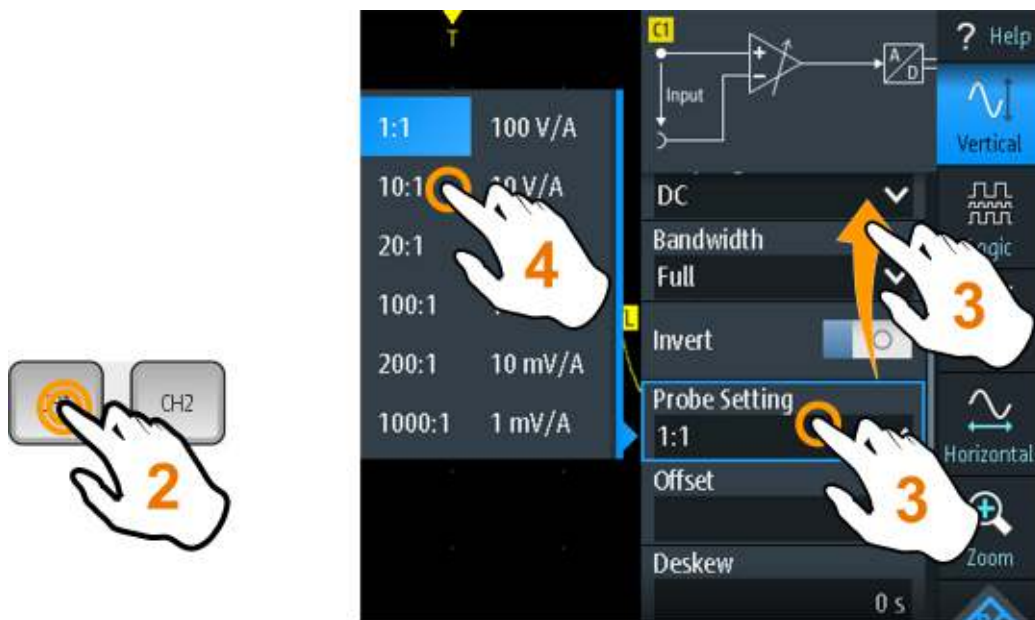 CH2
2
T
1:1 100 V/A
10:1 10 V/A
20:1
100:1
200:1 10 mV/A
1000:1 1 mV/A
4
C1
Input
A
D
DC
Bandwidth
Full
Invert
Probe Setting
1:1
Offset
Deskew
0 s
3
3
? Help
Vertical
Horizontal
Zoom